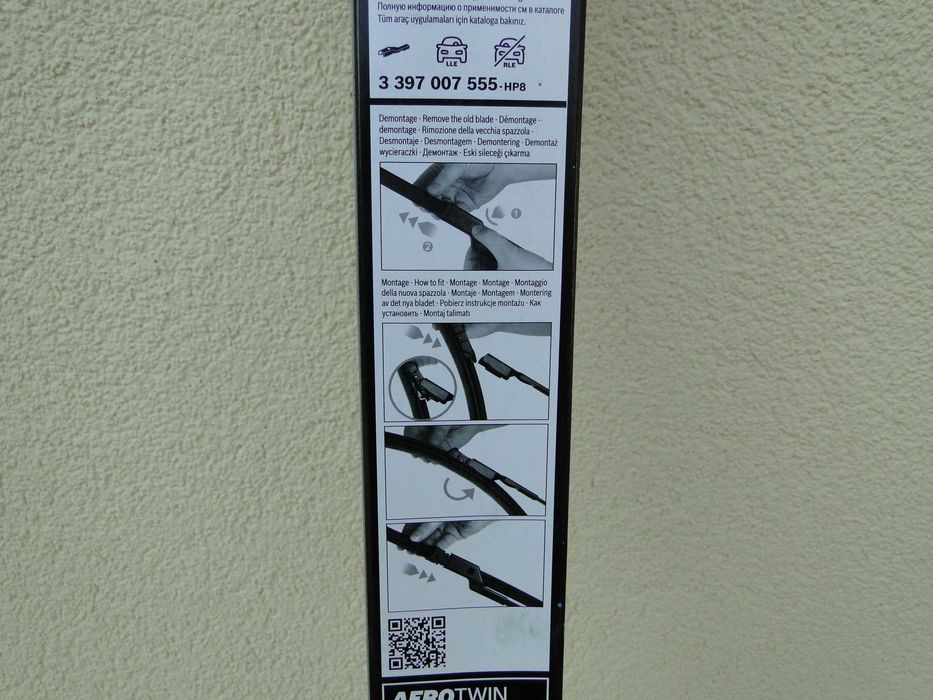 Полную информацию о применимости см в каталоге
Tüm araç uygulamaları için kataloga bakınız.
LLE
RLE
3 397 007 555-HP8
Demontage · Remove the old blade · Démontage ·
demontage · Rimozione della vecchia spazzola ·
Desmontaje · Desmontagem · Demontering · Demontaż
wycieraczki · Демонтаж · Eski sileceği çıkarma
1
2
Montage · How to fit · Montage · Montage · Montaggio
della nuova spazzola · Montaje · Montagem · Montering
av det nya bladet · Pobierz instrukcje montażu · Как
установить · Montaj talimatı
AEROTWIN